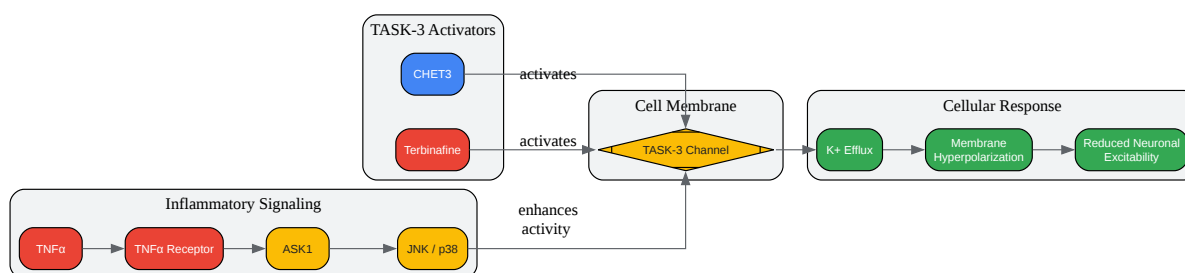 TASK-3 Activators
CHET3
activates
Terbinafine
activates
Cell Membrane
TASK-3 Channel
Cellular Response
K+ Efflux
Membrane
Hyperpolarization
Reduced Neuronal
Excitability
Inflammatory Signaling
TNFα
TNFα Receptor
ASK1
JNK / p38
enhances
activity